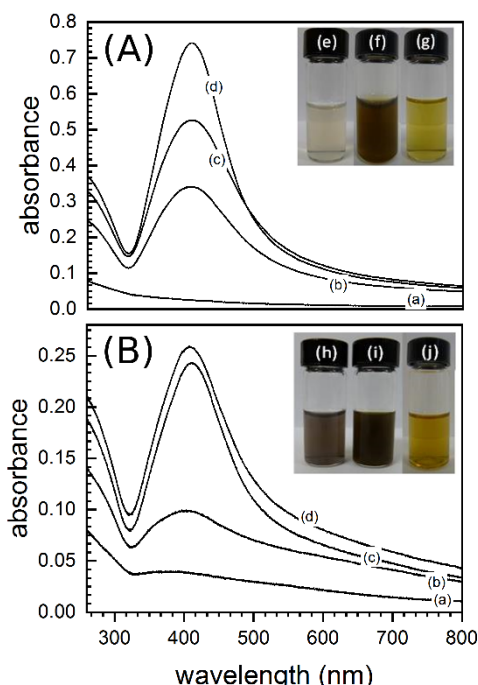 0.8
(A)
(e) (f) (g)
0.7
(d)
0.6
0.5
(c)
absorbance
0.4
0.3
0.2
(b)
0.1
(a)
0.0
(B)
(h) (i) (j)
0.25
0.20
absorbance
0.15
(d)
0.10
(c)
0.05
(b)
(a)
0.00
300 400 500 600 700 800
wavelength (nm)